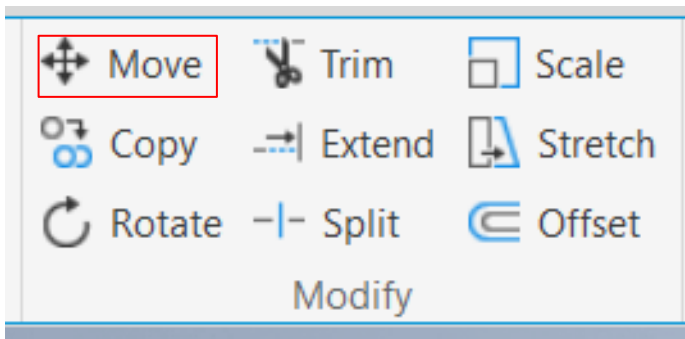 Move Trim Scale
Copy Extend Stretch
Rotate Split Offset
Modify